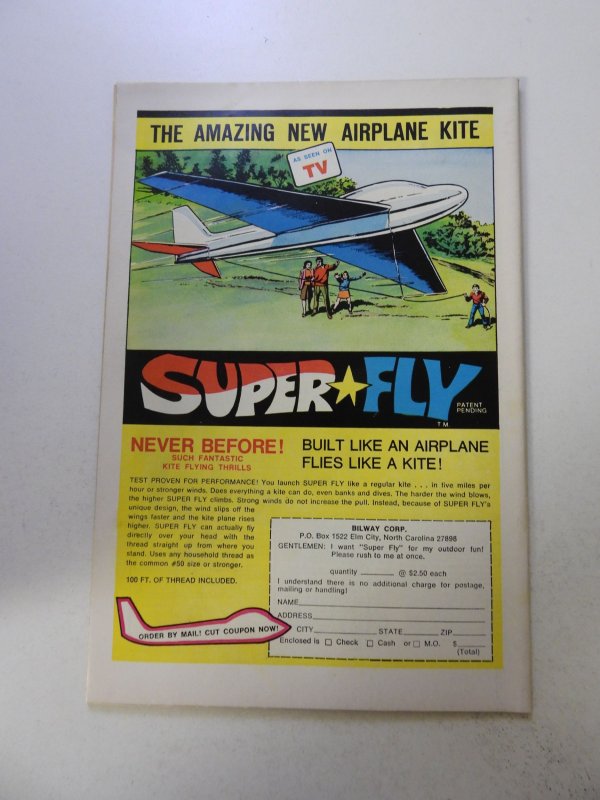 THE AMAZING NEW AIRPLANE KITE
AS SEEN ON
TV
SUPER★FLY
PATENT
PENDING
T.M.
NEVER BEFORE!
SUCH FANTASTIC
KITE FLYING THRILLS
BUILT LIKE AN AIRPLANE
FLIES LIKE A KITE!
TEST PROVEN FOR PERFORMANCE! You launch SUPER FLY like a regular kite . . . in five miles per
hour or stronger winds. Does everything a kite can do, even banks and dives. The harder the wind blows,
the higher SUPER FLY climbs. Strong winds do not increase the pull. Instead, because of SUPER FLY's
unique design, the wind slips off the
wings faster and the kite plane rises
higher. SUPER FLY can actually fly
directly over your head with the
thread straight up from where you
stand. Uses any household thread as
the common #50 size or stronger.
100 FT. OF THREAD INCLUDED.
ORDER BY MAIL! CUT COUPON NOW!
BILWAY CORP.
P.O. Box 1522 Elm City, North Carolina 27898
GENTLEMEN: I want "Super Fly" for my outdoor fun!
Please rush to me at once.
quantity ______ @ $2.50 each
I understand there is no additional charge for postage,
mailing or handling!
NAME
ADDRESS
CITY STATE ZIP
Enclosed is □ Check □ Cash or □ M.O. $
(Total)